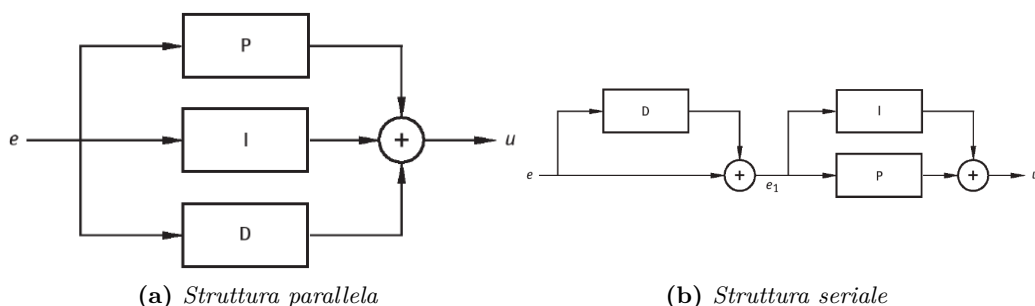 P
e
I
+
u
D
(a) Struttura parallela
D
I
e
+
e1
P
+
u
(b) Struttura seriale